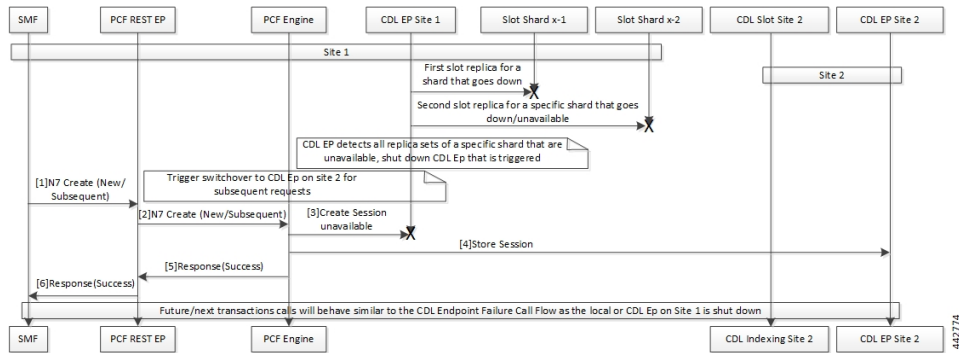 SMF
PCF REST EP
PCF Engine
CDL EP Site 1
Slot Shard x-1
Slot Shard x-2
CDL Slot Site 2
CDL EP Site 2
Site 1
Site 2
First slot replica for a
shard that goes down
Second slot replica for a specific shard that goes
down/unavailable
CDL EP detects all replica sets of a specific shard that are
unavailable, shut down CDL Ep that is triggered
[1]N7 Create (New/
Subsequent)
Trigger switchover to CDL Ep on site 2 for
subsequent requests
[2]N7 Create (New/Subsequent)
[3]Create Session
unavailable
[4]Store Session
[5]Response(Success)
[6]Response(Success)
Future/next transactions calls will behave similar to the CDL Endpoint Failure Call Flow as the local or CDL Ep on Site 1 is shut down
SMF
PCF REST EP
PCF Engine
CDL Indexing Site 2
CDL EP Site 2
442774